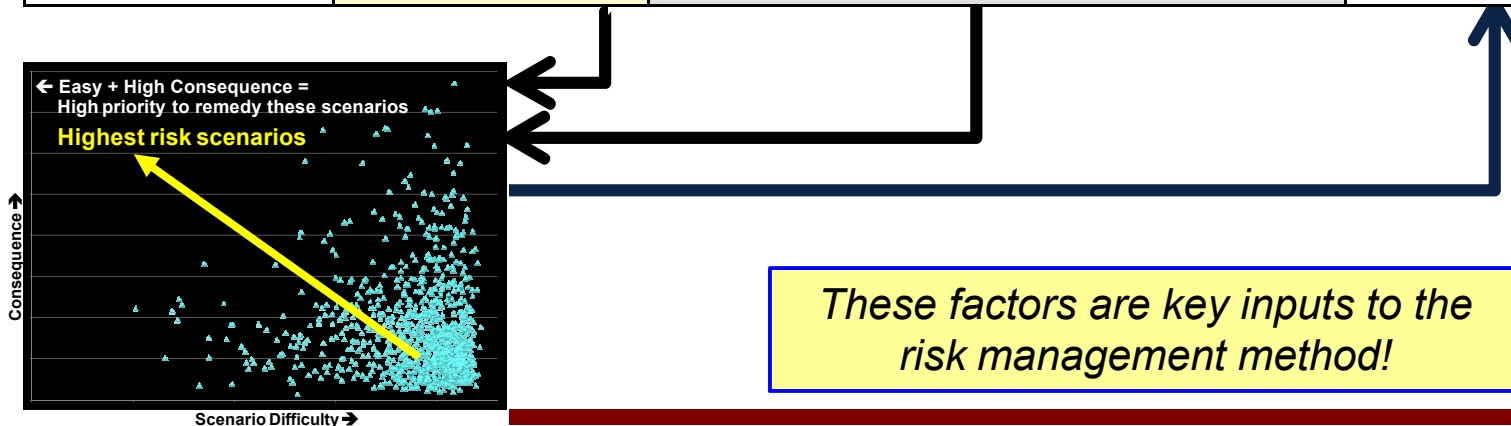 ← Easy + High Consequence =
High priority to remedy these scenarios
Highest risk scenarios
Consequence →
Scenario Difficulty →
These factors are key inputs to the
risk management method!